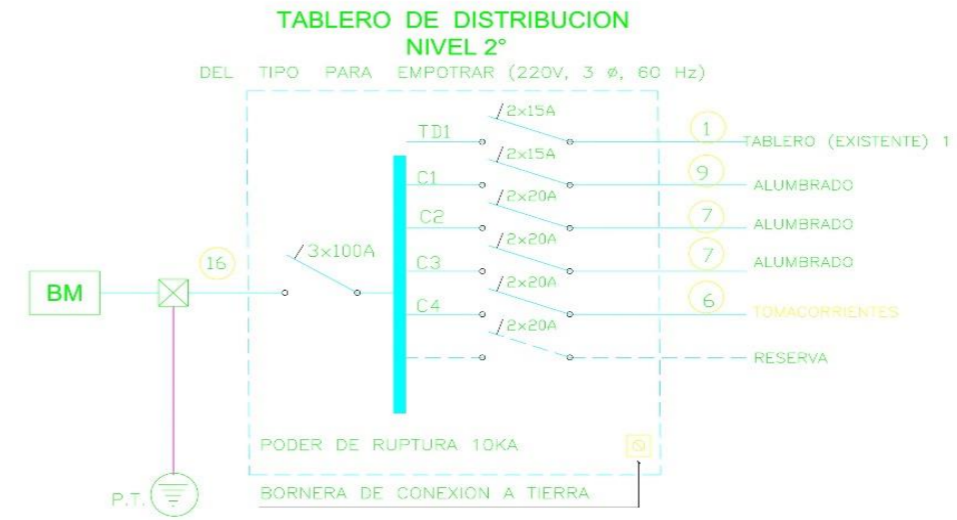 TABLERO DE DISTRIBUCION
NIVEL 2°
DEL TIPO PARA EMPOTRAR (220V, 3 Ø, 60 Hz)
TD1 2x15A 1 TABLERO (EXISTENTE) 1
C1 2x15A 9 ALUMBRADO
C2 2x20A 7 ALUMBRADO
C3 2x20A 7 ALUMBRADO
C4 2x20A 6 TOMACORRIENTES
2x20A RESERVA
BM 16 3x100A
PODER DE RUPTURA 10KA
BORNERA DE CONEXION A TIERRA
P.T.